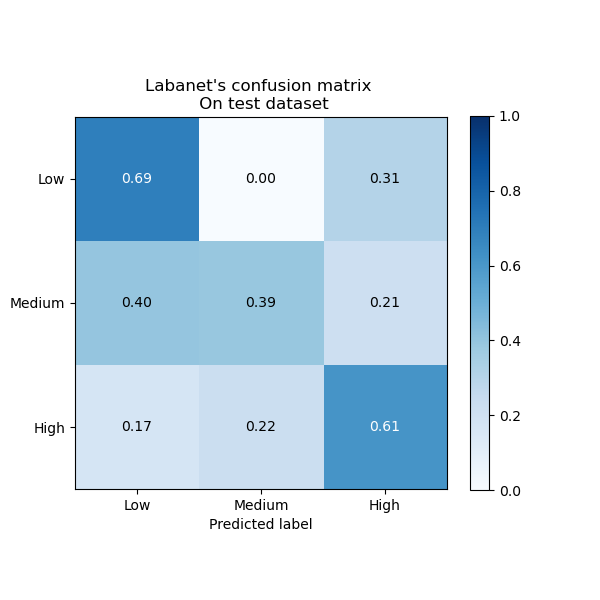 Labanet's confusion matrix
On test dataset
Low 0.69 0.00 0.31
Medium 0.40 0.39 0.21
High 0.17 0.22 0.61
Low Medium High
Predicted label
1.0
0.8
0.6
0.4
0.2
0.0